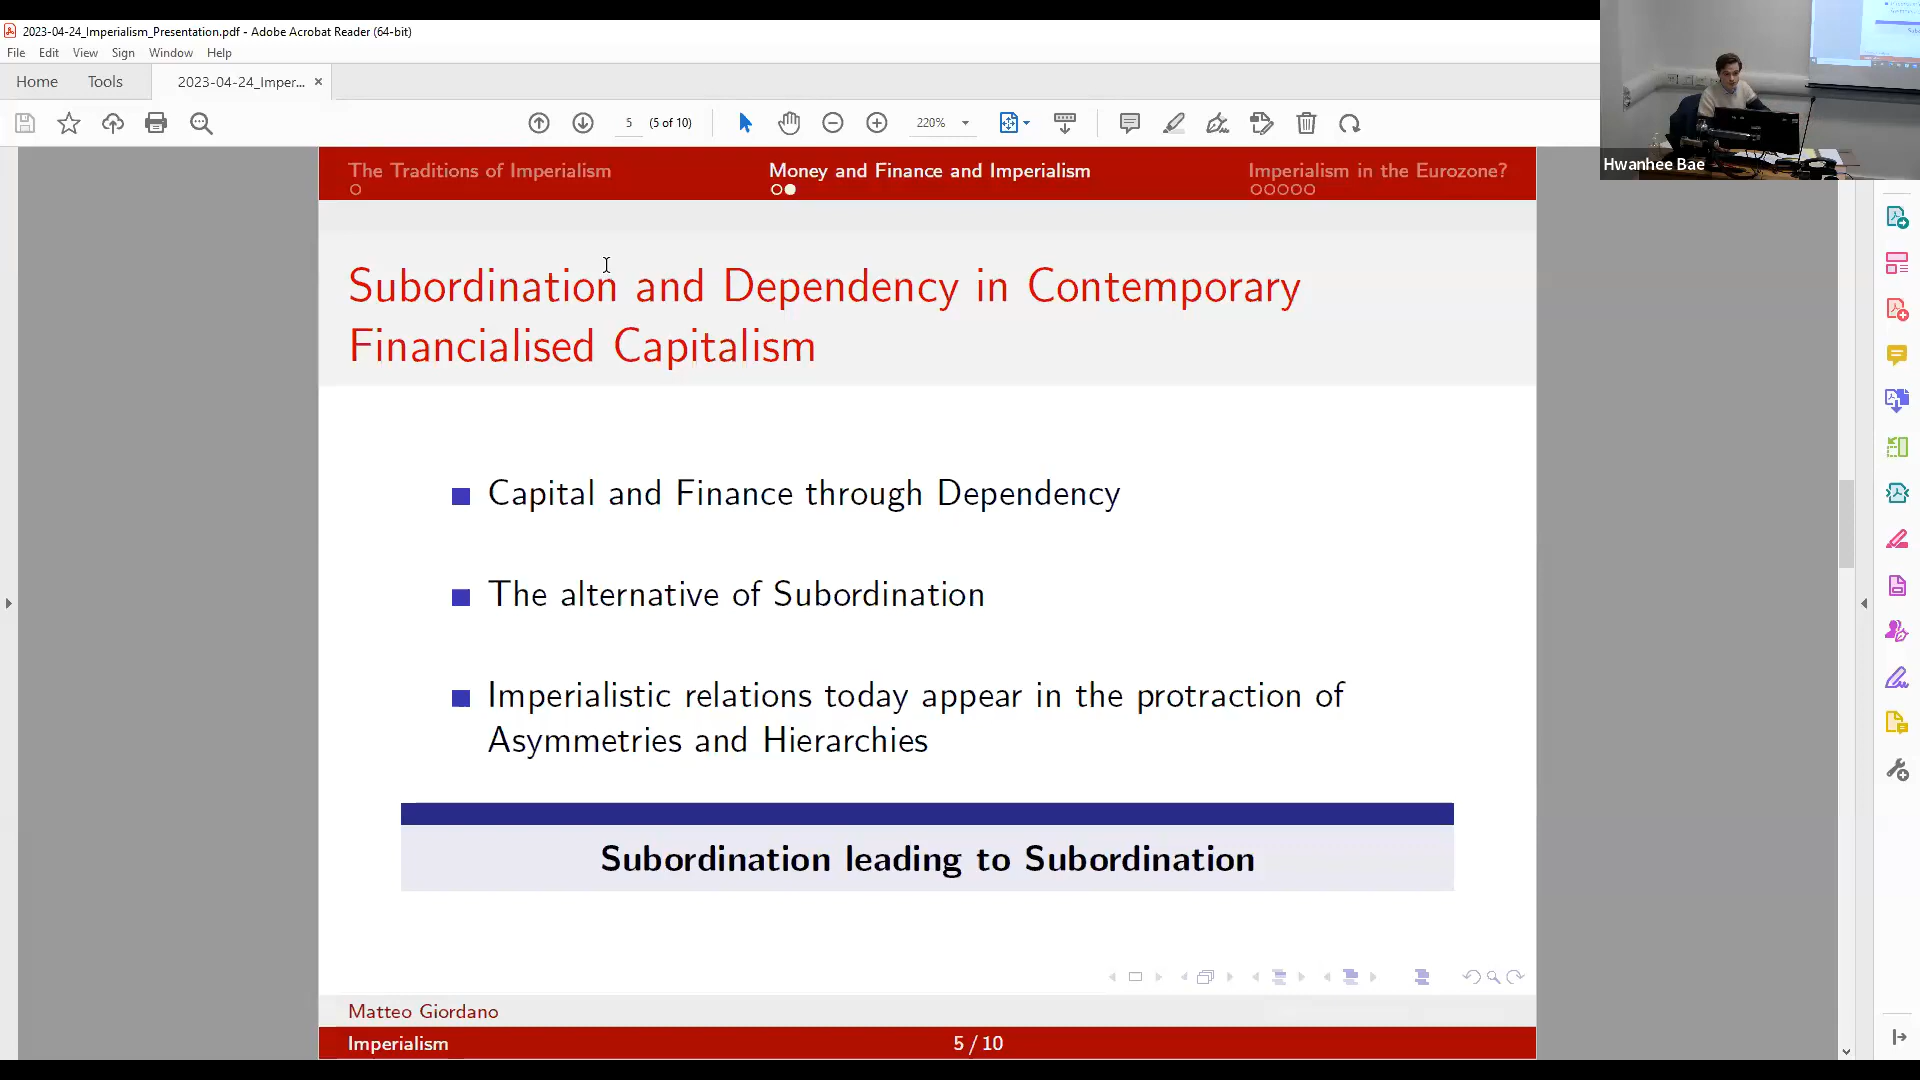 2023-04-24_Imperialism_Presentation.pdf - Adobe Acrobat Reader (64-bit)
File Edit View Sign Window Help
Home Tools 2023-04-24_Imper... ×
5 (5 of 10) 220%
Hwanhee Bae
The Traditions of Imperialism Money and Finance and Imperialism Imperialism in the Eurozone?
Subordination and Dependency in Contemporary
Financialised Capitalism
Capital and Finance through Dependency
The alternative of Subordination
Imperialistic relations today appear in the protraction of
Asymmetries and Hierarchies
Subordination leading to Subordination
Matteo Giordano
Imperialism 5 / 10